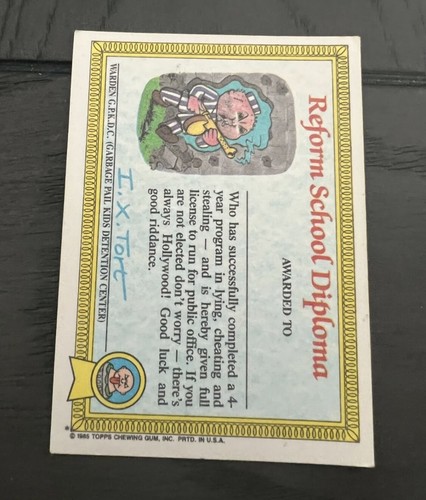 Reform School Diploma
AWARDED TO
Who has successfully completed a 4-
year program in lying, cheating and
stealing — and is hereby given full
license to run for public office. If you
are not elected don't worry — there's
always Hollywood! Good luck and
good riddance.
I.X. Tort
WARDEN G.P.K.D.C. (GARBAGE PAIL KIDS DETENTION CENTER)
* © 1985 TOPPS CHEWING GUM, INC. PRTD. IN U.S.A.